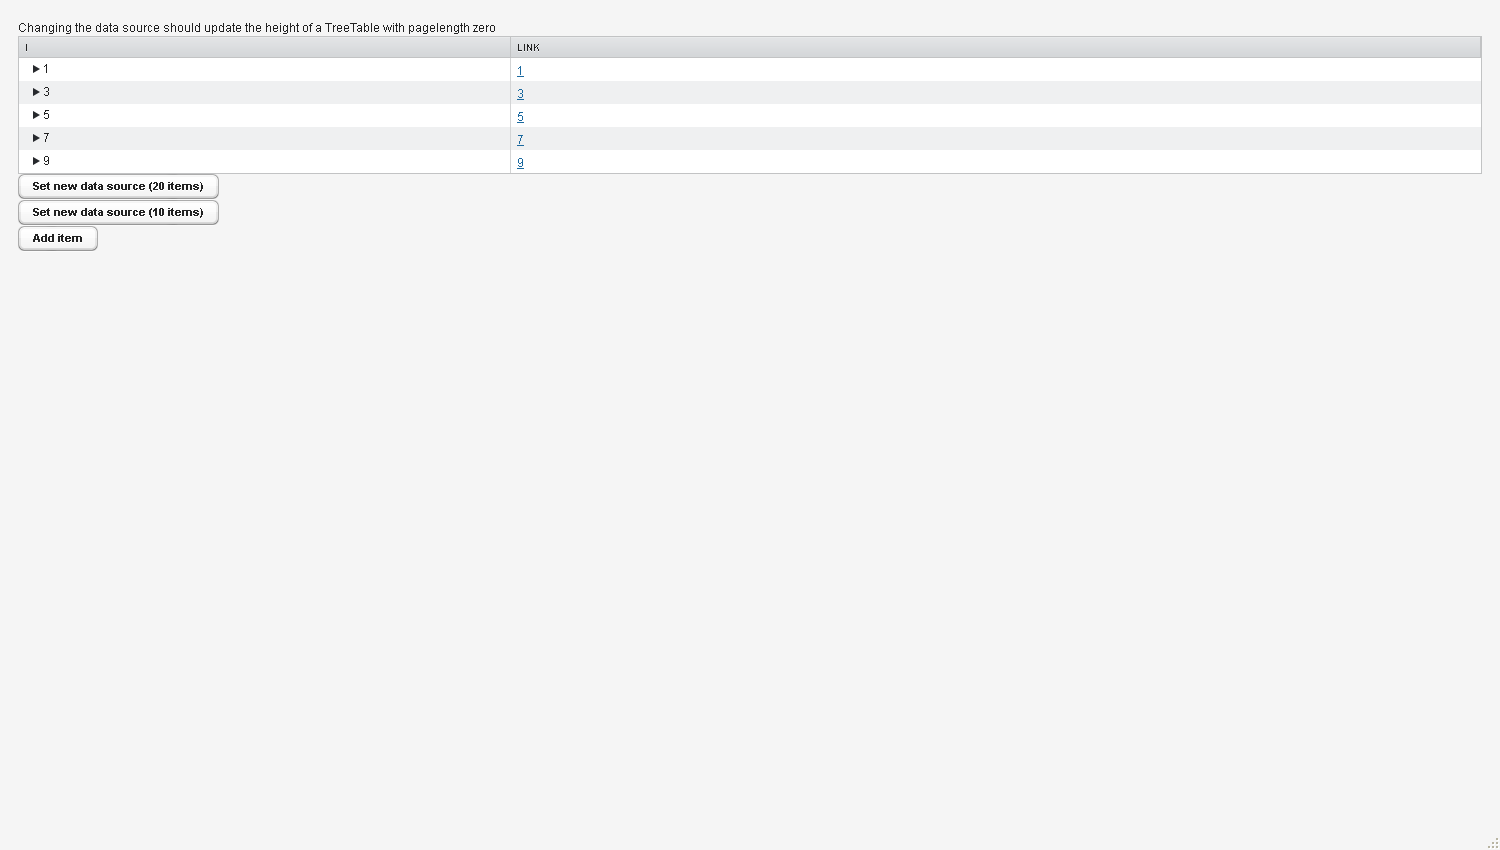 Changing the data source should update the height of a TreeTable with pagelength zero
I LINK
1 1
3 3
5 5
7 7
9 9
Set new data source (20 items)
Set new data source (10 items)
Add item